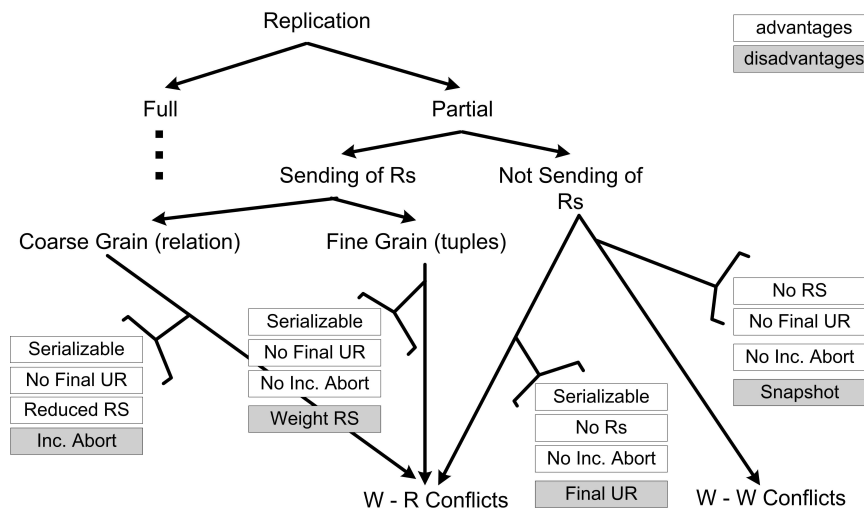 Replication
advantages
disadvantages
Full
Partial
Sending of Rs
Not Sending of
Rs
Coarse Grain (relation)
Fine Grain (tuples)
Serializable
No Final UR
Reduced RS
Inc. Abort
Serializable
No Final UR
No Inc. Abort
Weight RS
Serializable
No Rs
No Inc. Abort
Final UR
No RS
No Final UR
No Inc. Abort
Snapshot
W - R Conflicts
W - W Conflicts